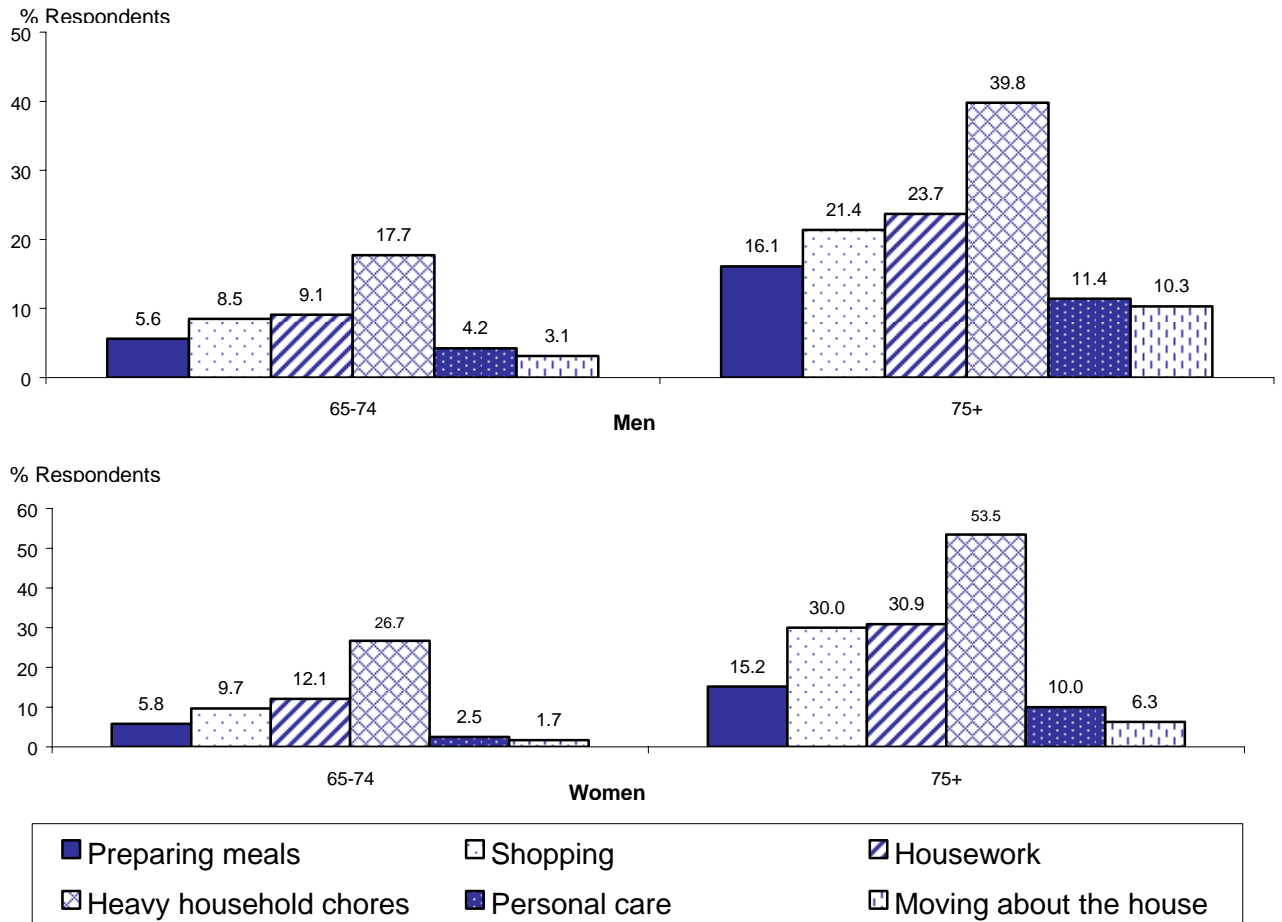 % Respondents
50
40
30
20
10
0
5.6 8.5 9.1 17.7 4.2 3.1 16.1 21.4 23.7 39.8 11.4 10.3
65-74 75+
Men
% Respondents
60
50
40
30
20
10
0
5.8 9.7 12.1 26.7 2.5 1.7 15.2 30.0 30.9 53.5 10.0 6.3
65-74 75+
Women
Preparing meals Shopping Housework
Heavy household chores Personal care Moving about the house